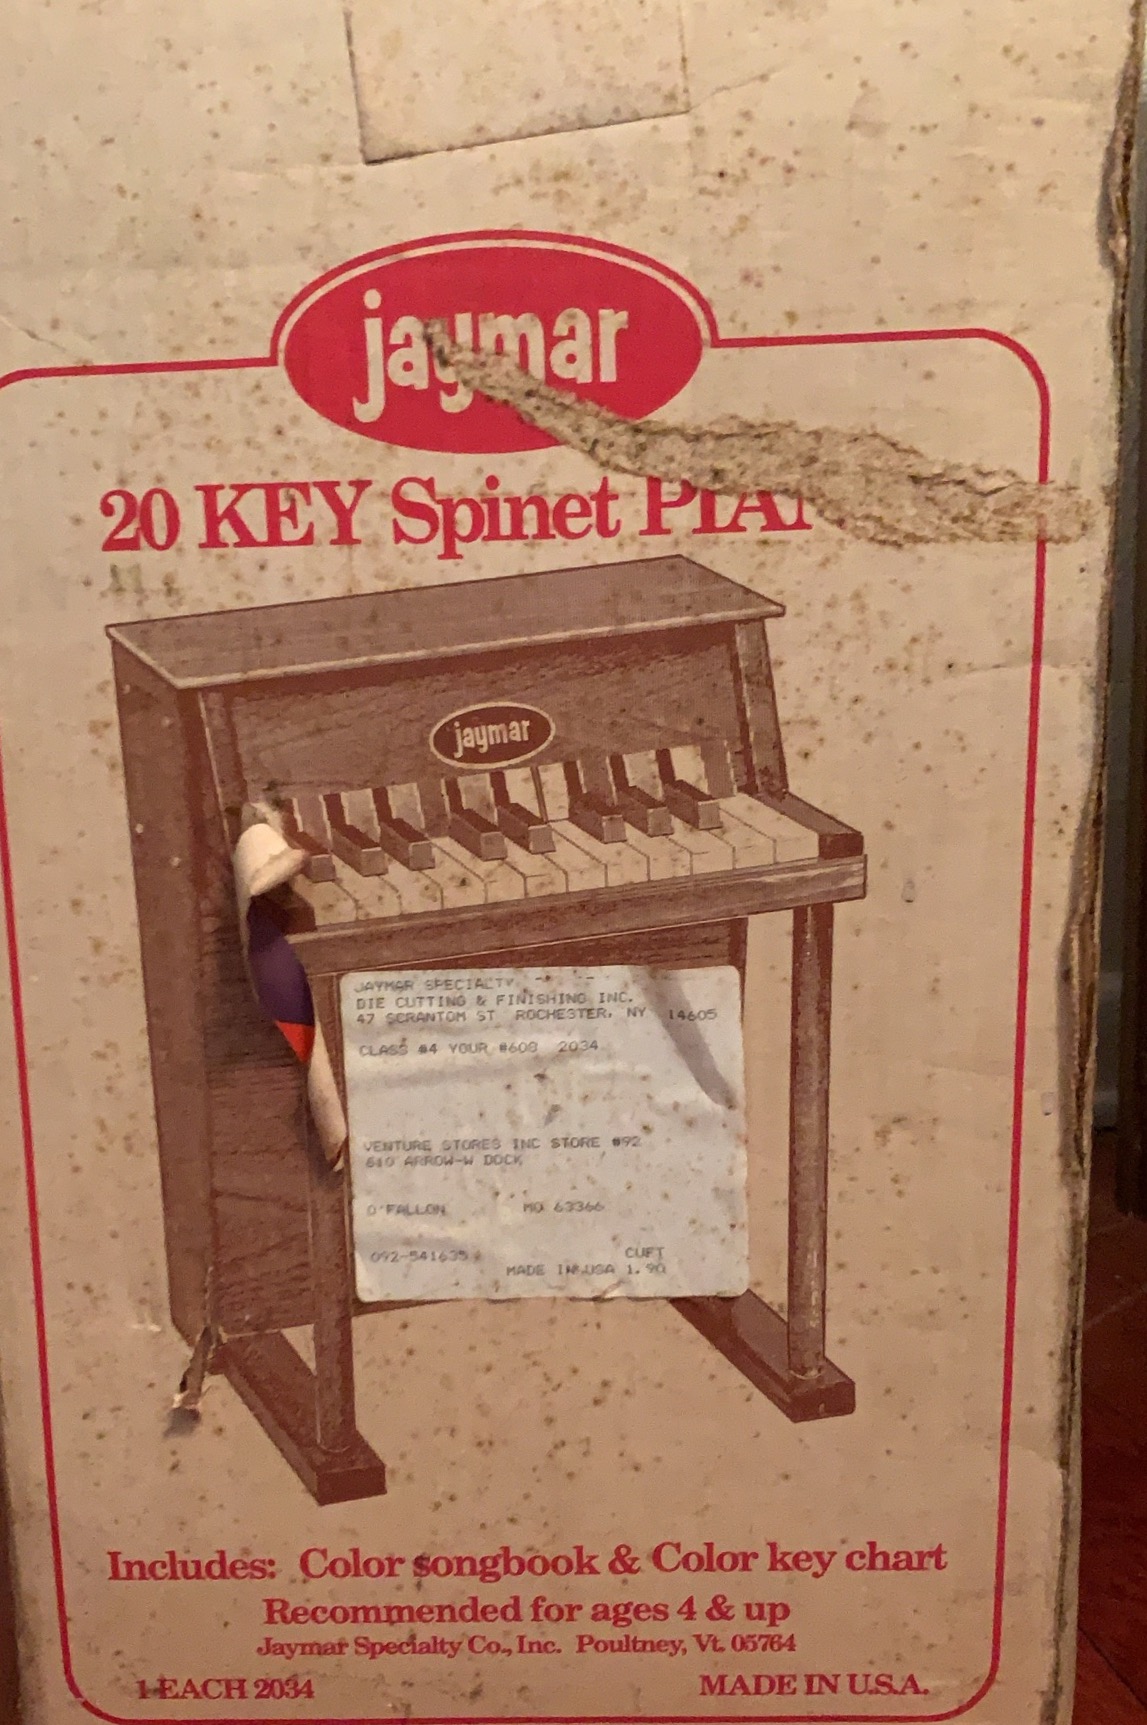 jaymar
20 KEY Spinet PIA
jaymar
JAYMAR SPECIALTY
DIE CUTTING & FINISHING INC.
47 SCRANTOM ST ROCHESTER, NY 14605
CLASS #4 YOUR #608 2034
VENTURE STORES INC STORE #92
610 ARROW-W DOCK
O'FALLON MO 63366
092-541635
CUFT
MADE IN USA 1.90
Includes: Color songbook & Color key chart
Recommended for ages 4 & up
Jaymar Specialty Co., Inc. Poultney, Vt. 05764
1 EACH 2034 MADE IN U.S.A.